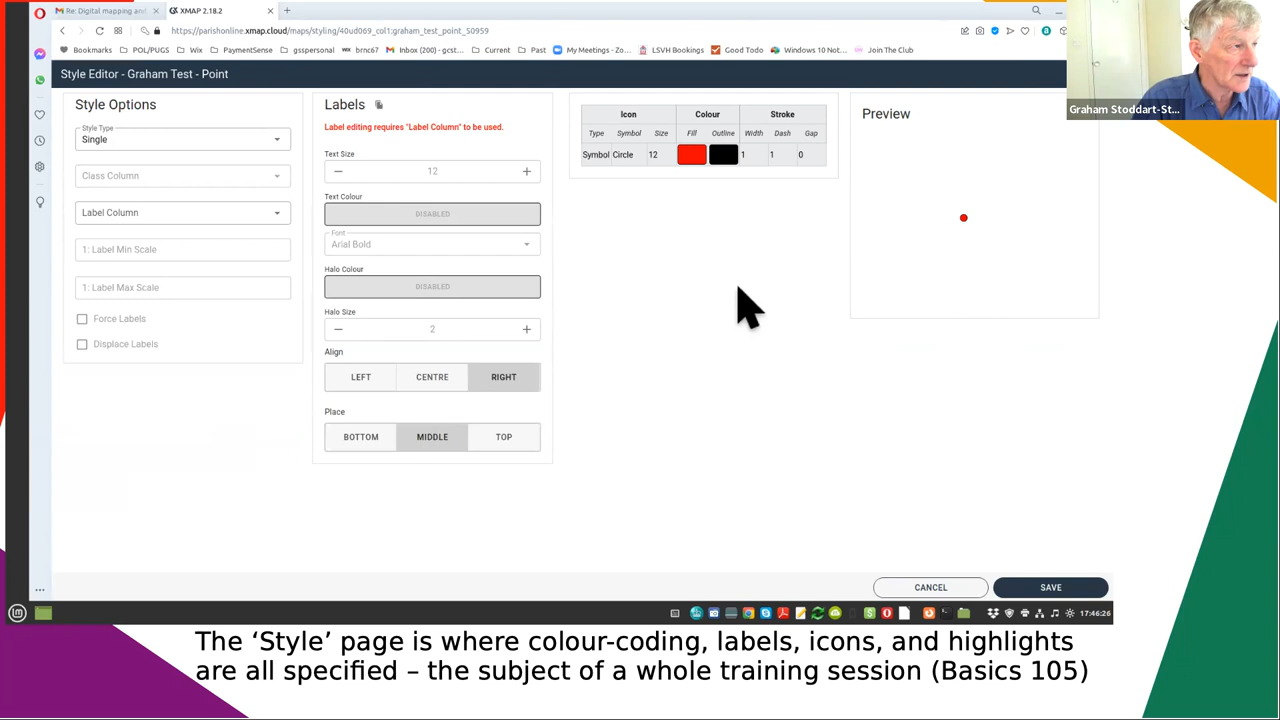 Re: Digital mapping and
XMAP 2.18.2
https://parishonline.xmap.cloud/maps/styling/40ud069_col1:graham_test_point_50959
Bookmarks
POL/PUGS
Wix
PaymentSense
gsspersonal
WIX brnc67
Inbox (200) - gcst...
Current
Past
My Meetings - Zo...
LSVH Bookings
Good Todo
Windows 10 Not...
Join The Club
Graham Stoddart-St...
Style Editor - Graham Test - Point
Style Options
Style Type
Single
Class Column
Label Column
1: Label Min Scale
1: Label Max Scale
Force Labels
Displace Labels
Labels
Label editing requires "Label Column" to be used.
Text Size
12
Text Colour
DISABLED
Font
Arial Bold
Halo Colour
DISABLED
Halo Size
2
Align
LEFT CENTRE RIGHT
Place
BOTTOM MIDDLE TOP
Icon Colour Stroke
Type Symbol Size Fill Outline Width Dash Gap
Symbol Circle 12 1 1 0
Preview
CANCEL SAVE
17:46:26
The ‘Style’ page is where colour-coding, labels, icons, and highlights
are all specified – the subject of a whole training session (Basics 105)